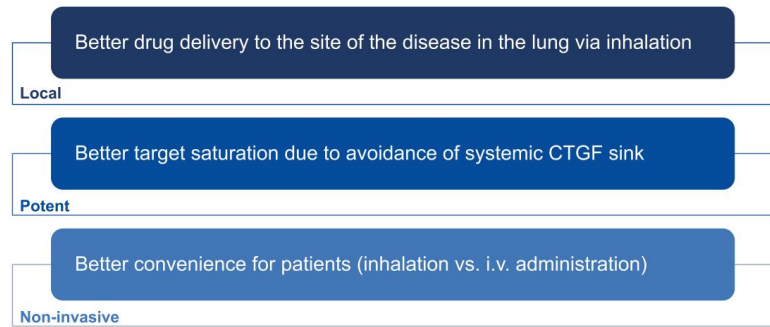 Better drug delivery to the site of the disease in the lung via inhalation
Local
Better target saturation due to avoidance of systemic CTGF sink
Potent
Better convenience for patients (inhalation vs. i.v. administration)
Non-invasive